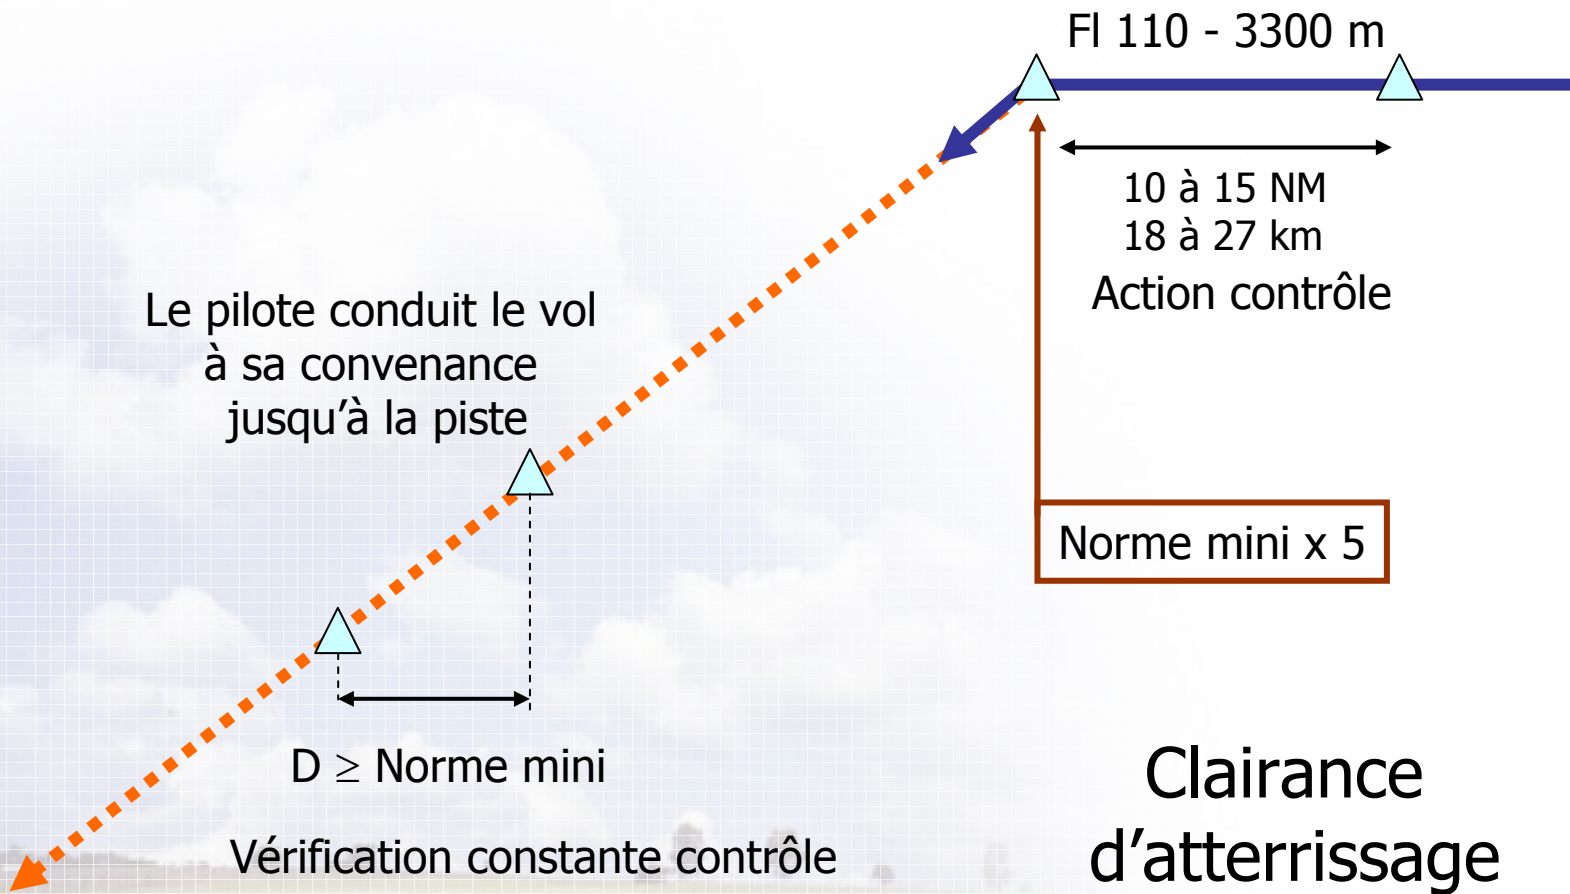 Fl 110 - 3300 m
10 à 15 NM
18 à 27 km
Action contrôle
Le pilote conduit le vol
à sa convenance
jusqu’à la piste
Norme mini x 5
D ≥ Norme mini
Vérification constante contrôle
Clairance
d’atterrissage